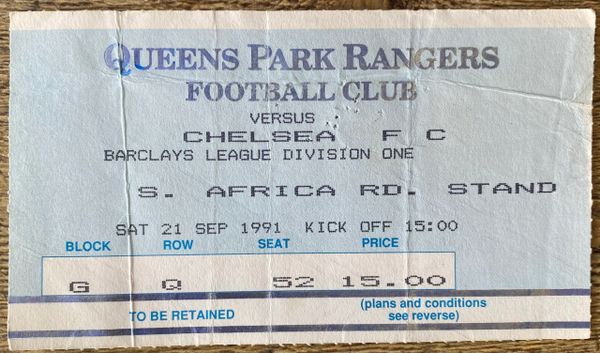 QUEENS PARK RANGERS
FOOTBALL CLUB
VERSUS
CHELSEA F C
BARCLAYS LEAGUE DIVISION ONE
S. AFRICA RD. STAND
SAT 21 SEP 1991 KICK OFF 15:00
BLOCK ROW SEAT PRICE
G Q 52 15.00
TO BE RETAINED
(plans and conditions
see reverse)